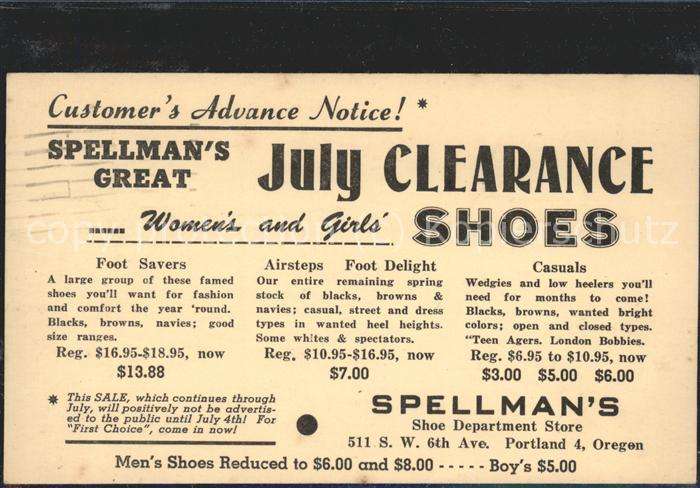 Customer's Advance Notice! *
SPELLMAN'S
GREAT
July CLEARANCE
Women's and Girls' SHOES
Foot Savers
A large group of these famed
shoes you'll want for fashion
and comfort the year 'round.
Blacks, browns, navies; good
size ranges.
Reg. $16.95-$18.95, now
$13.88
Airsteps Foot Delight
Our entire remaining spring
stock of blacks, browns &
navies; casual, street and dress
types in wanted heel heights.
Some whites & spectators.
Reg. $10.95-$16.95, now
$7.00
Casuals
Wedgies and low heelers you'll
need for months to come!
Blacks, browns, wanted bright
colors; open and closed types.
"Teen Agers. London Bobbies.
Reg. $6.95 to $10.95, now
$3.00 $5.00 $6.00
* This SALE, which continues through
July, will positively not be advertis-
ed to the public until July 4th! For
"First Choice", come in now!
SPELLMAN'S
Shoe Department Store
511 S. W. 6th Ave. Portland 4, Oregon
Men's Shoes Reduced to $6.00 and $8.00 ----- Boy's $5.00